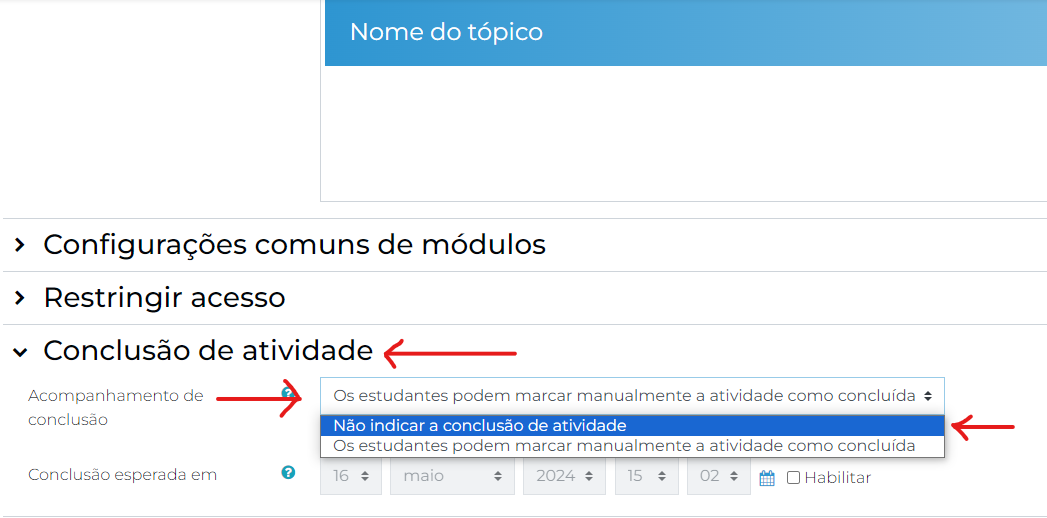 Nome do tópico
Configurações comuns de módulos
Restringir acesso
Conclusão de atividade
Acompanhamento de
conclusão
?
Os estudantes podem marcar manualmente a atividade como concluída
Não indicar a conclusão de atividade
Os estudantes podem marcar manualmente a atividade como concluída
Conclusão esperada em ? 16 maio 2024 15 02 Habilitar